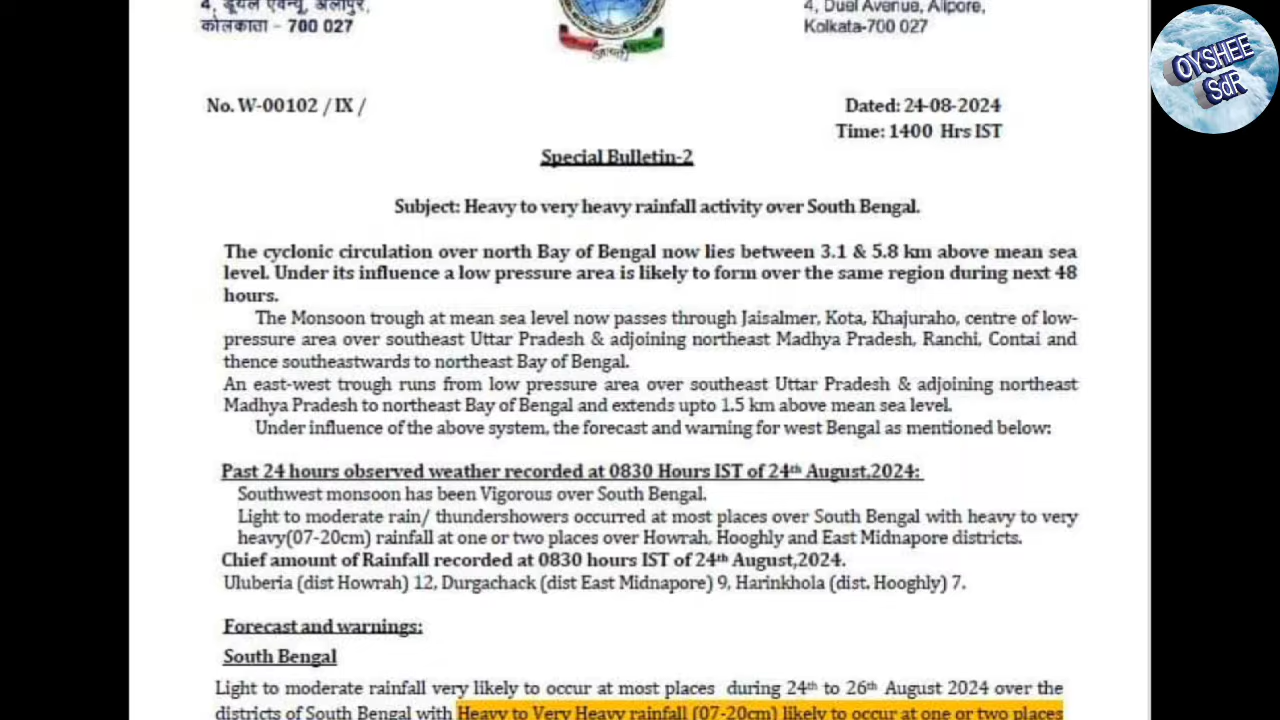 4, डूयल एवेन्यू, अलीपुर,
कोलकाता – 700 027
4, Duel Avenue, Alipore,
Kolkata-700 027
OYSHEE
SdR
No. W-00102 / IX /
Dated: 24-08-2024
Time: 1400 Hrs IST
Special Bulletin-2
Subject: Heavy to very heavy rainfall activity over South Bengal.
The cyclonic circulation over north Bay of Bengal now lies between 3.1 & 5.8 km above mean sea
level. Under its influence a low pressure area is likely to form over the same region during next 48
hours.
The Monsoon trough at mean sea level now passes through Jaisalmer, Kota, Khajuraho, centre of low-
pressure area over southeast Uttar Pradesh & adjoining northeast Madhya Pradesh, Ranchi, Contai and
thence southeastwards to northeast Bay of Bengal.
An east-west trough runs from low pressure area over southeast Uttar Pradesh & adjoining northeast
Madhya Pradesh to northeast Bay of Bengal and extends upto 1.5 km above mean sea level.
Under influence of the above system, the forecast and warning for west Bengal as mentioned below:
Past 24 hours observed weather recorded at 0830 Hours IST of 24th August,2024:
Southwest monsoon has been Vigorous over South Bengal.
Light to moderate rain/ thundershowers occurred at most places over South Bengal with heavy to very
heavy(07-20cm) rainfall at one or two places over Howrah, Hooghly and East Midnapore districts.
Chief amount of Rainfall recorded at 0830 hours IST of 24th August,2024.
Uluberia (dist Howrah) 12, Durgachack (dist East Midnapore) 9, Harinkhola (dist. Hooghly) 7.
Forecast and warnings:
South Bengal
Light to moderate rainfall very likely to occur at most places during 24th to 26th August 2024 over the
districts of South Bengal with Heavy to Very Heavy rainfall (07-20cm) likely to occur at one or two places